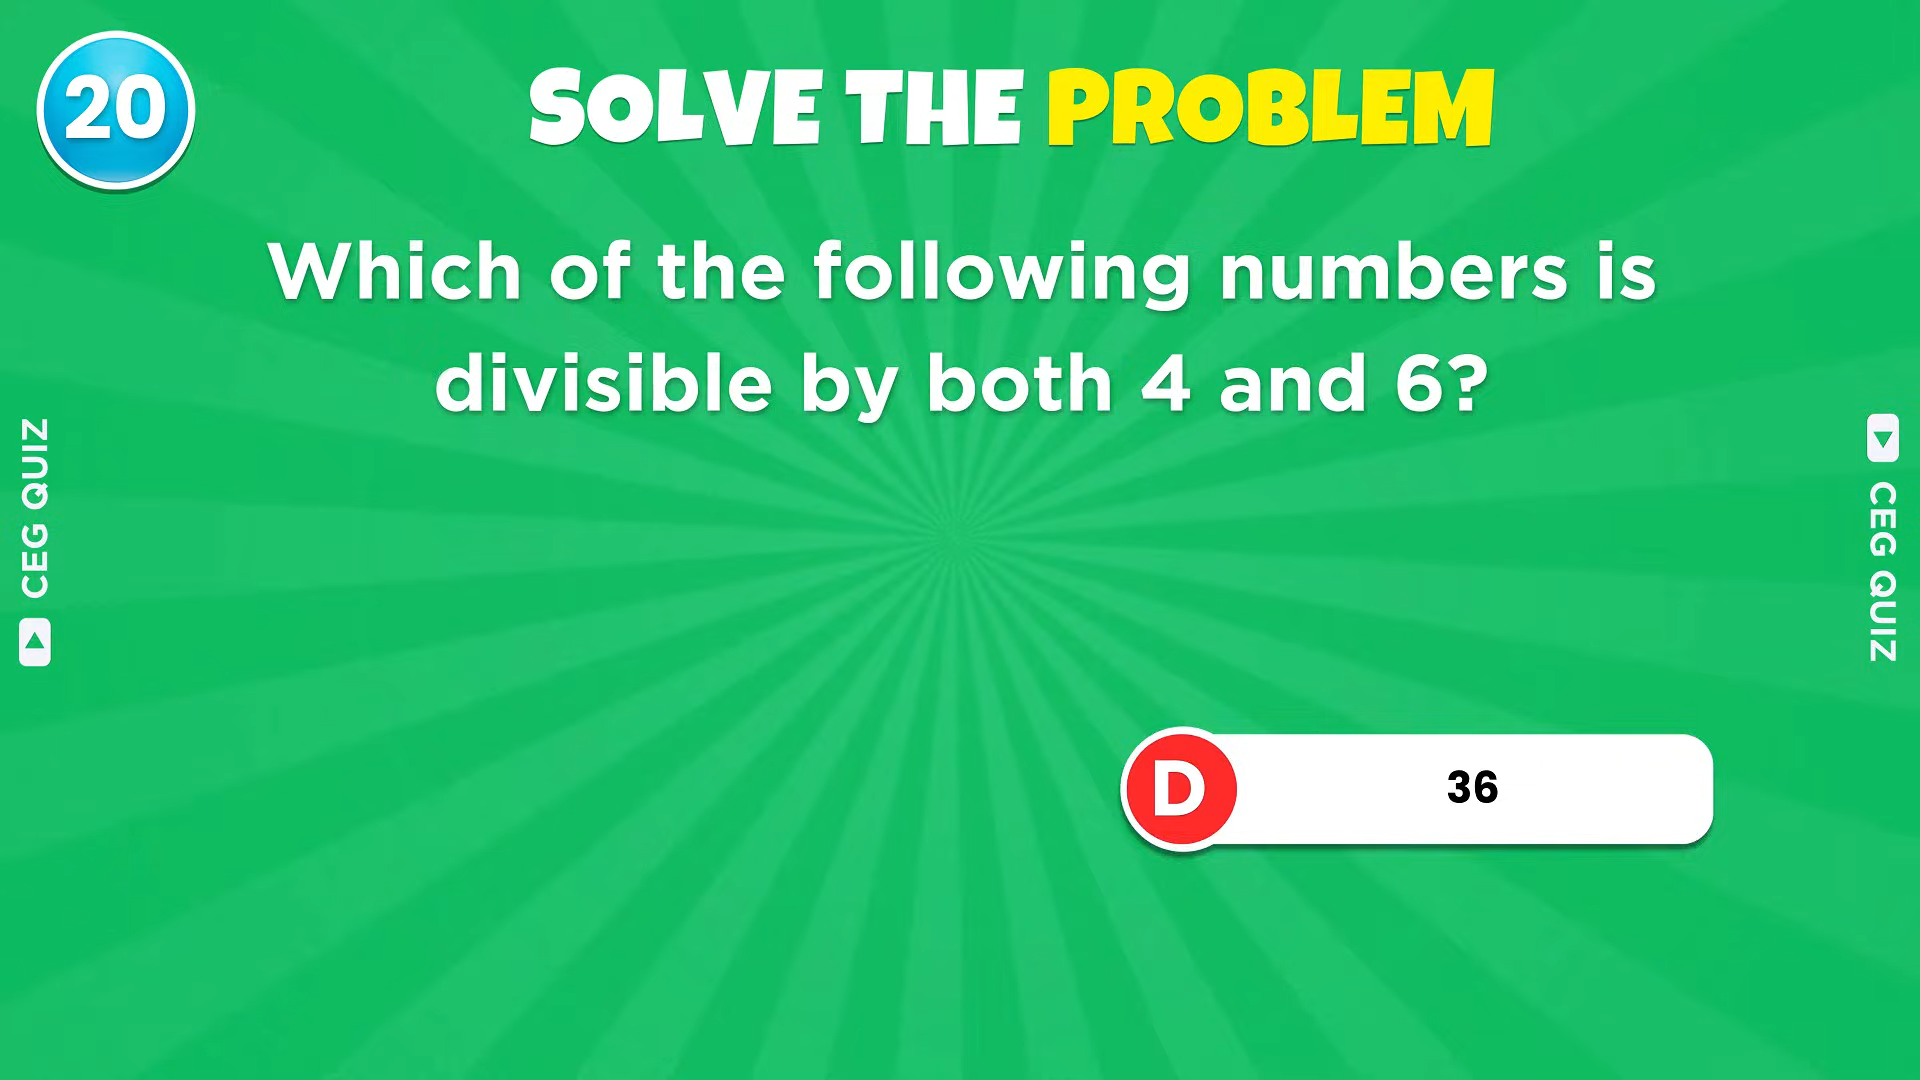 20
SOLVE THE PROBLEM
Which of the following numbers is
divisible by both 4 and 6?
CEG QUIZ
CEG QUIZ
D
36